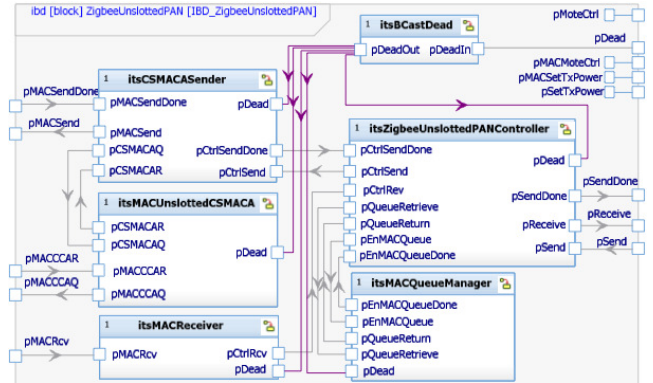 ibd [block] ZigbeeUnslottedPAN [IBD_ZigbeeUnslottedPAN]
1 itsBCastDead
pDeadOut pDeadIn
pMoteCtrl
pDead
pMACMoteCtrl
pMACSetTxPower
pSetTxPower
1 itsCSMACASender
pMACSendDone
pMACSendDone pDead
pMACSend
pMACSend
pCSMACAQ pCtrlSendDone
pCSMACAR pCtrlSend
1 itsZigbeeUnslottedPANController
pCtrlSendDone
pDead
pCtrlSend
pCtrlRev
pQueueRetrieve pSendDone
pSendDone
pQueueReturn pReceive
pReceive
pEnMACQueue pSend
pSend
pEnMACQueueDone
1 itsMACUnslottedCSMACA
pCSMACAR
pCSMACAQ
pDead
pMACCCAR
pMACCCAR
pMACCCAQ
pMACCCAQ
1 itsMACQueueManager
pEnMACQueueDone
pEnMACQueue
pQueueReturn
pQueueRetrieve
pDead
1 itsMACReceiver
pMACRcv
pMACRcv pCtrlRcv
pDead